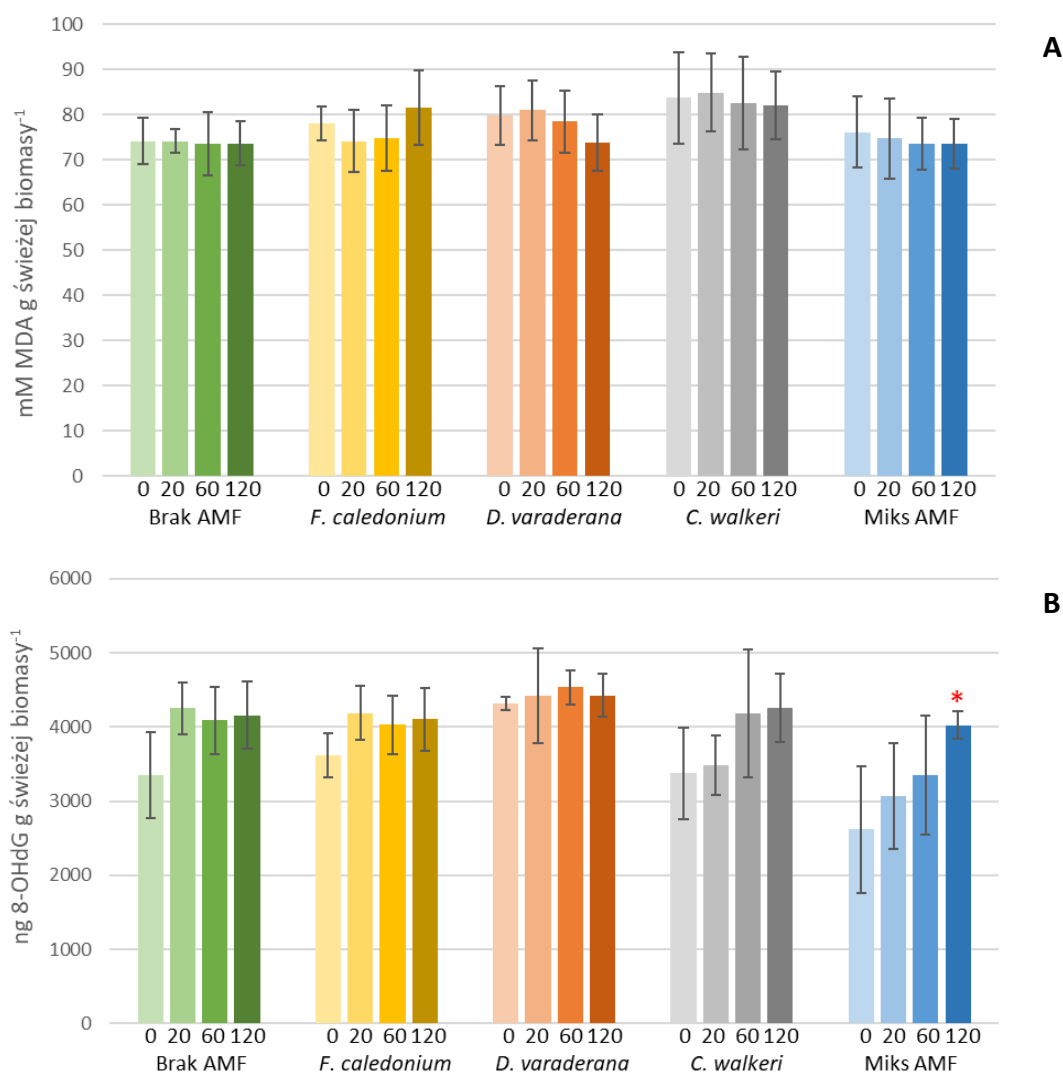 A
mM MDA g świeżej biomasy⁻¹
100
90
80
70
60
50
40
30
20
10
0
0 20 60 120 0 20 60 120 0 20 60 120 0 20 60 120 0 20 60 120
Brak AMF F. caledonium D. varaderana C. walkeri Miks AMF
B
ng 8-OHdG g świeżej biomasy⁻¹
6000
5000
4000
3000
2000
1000
0
*
0 20 60 120 0 20 60 120 0 20 60 120 0 20 60 120 0 20 60 120
Brak AMF F. caledonium D. varaderana C. walkeri Miks AMF